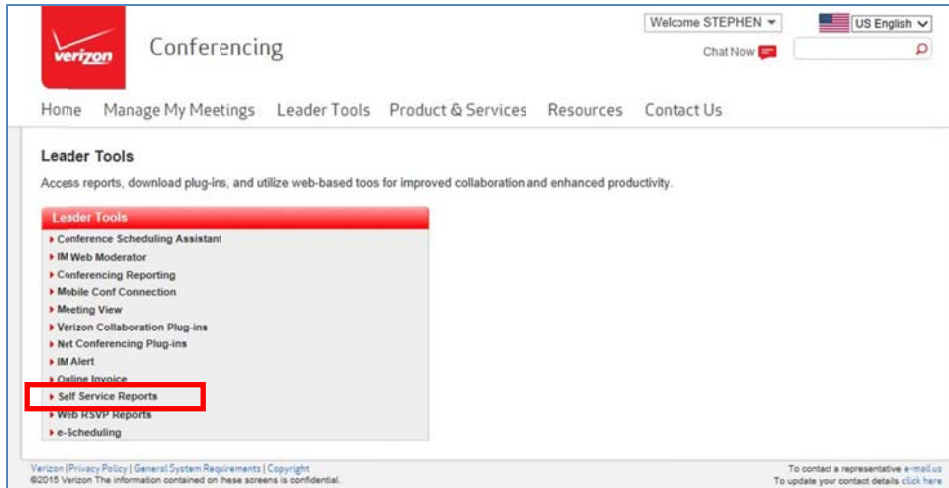 Welcome STEPHEN
US English
verizon
Conferencing
Chat Now
Home Manage My Meetings Leader Tools Product & Services Resources Contact Us
Leader Tools
Access reports, download plug-ins, and utilize web-based toos for improved collaboration and enhanced productivity.
Leader Tools
Conference Scheduling Assistant
IM Web Moderator
Conferencing Reporting
Mobile Conf Connection
Meeting View
Verizon Collaboration Plug-ins
Net Conferencing Plug-ins
IM Alert
Online Invoice
Self Service Reports
Web RSVP Reports
e-Scheduling
Verizon | Privacy Policy | General System Requirements | Copyright
©2015 Verizon The information contained on these screens is confidential.
To contact a representative e-mail us
To update your contact details click here